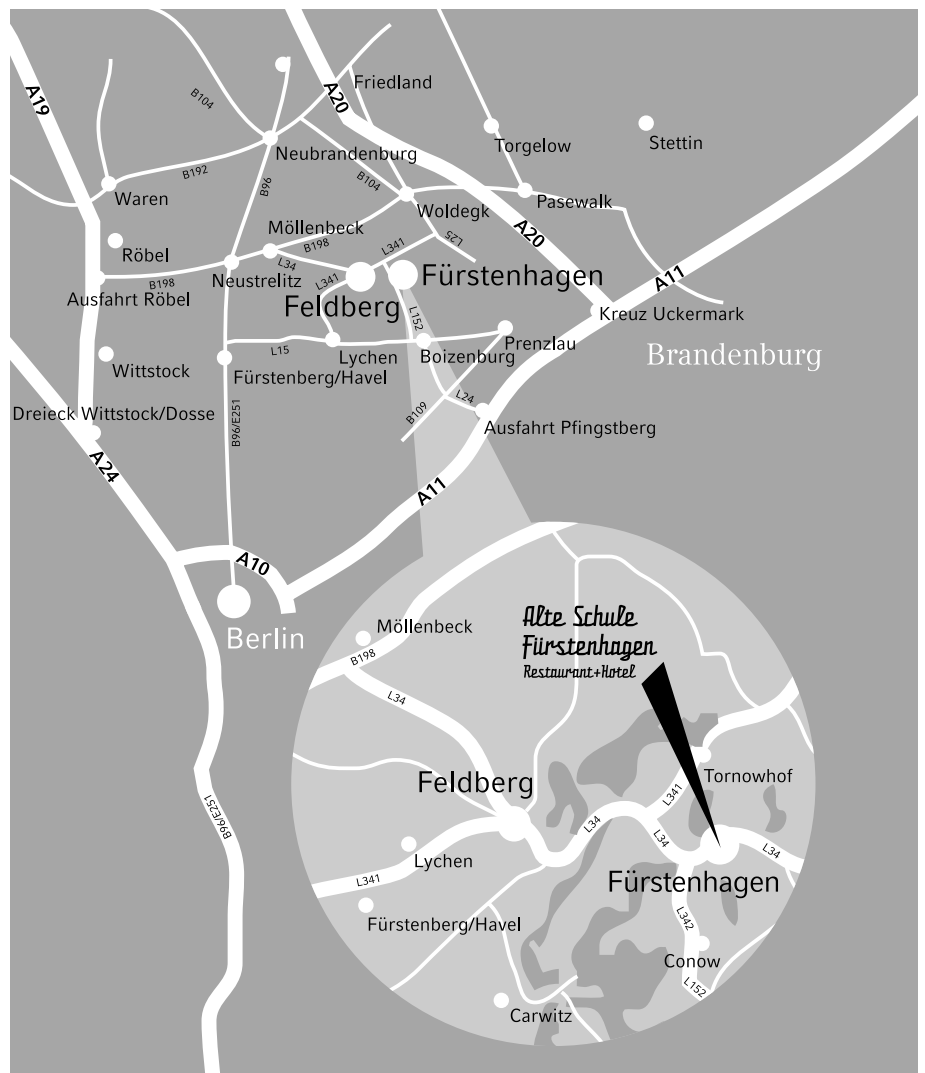 Friedland
A20
A19
B104
Torgelow
Stettin
Neubrandenburg
B192
B96
B104
Waren
Woldegk
Pasewalk
Möllenbeck
A20
B198
L341
L25
Röbel
L34
Neustrelitz
L341
Fürstenhagen
A11
B198
Ausfahrt Röbel
Feldberg
L152
Kreuz Uckermark
Prenzlau
L15
Lychen
Boizenburg
Brandenburg
Wittstock
Fürstenberg/Havel
L24
Dreieck Wittstock/Dosse
B109
B96/E251
Ausfahrt Pfingstberg
A24
A11
A10
Berlin
Möllenbeck
Alte Schule
Fürstenhagen
Restaurant+Hotel
B198
L34
Feldberg
Tornowhof
L341
B96/E251
L34
L34
L34
Lychen
L341
Fürstenhagen
Fürstenberg/Havel
L342
Conow
L152
Carwitz